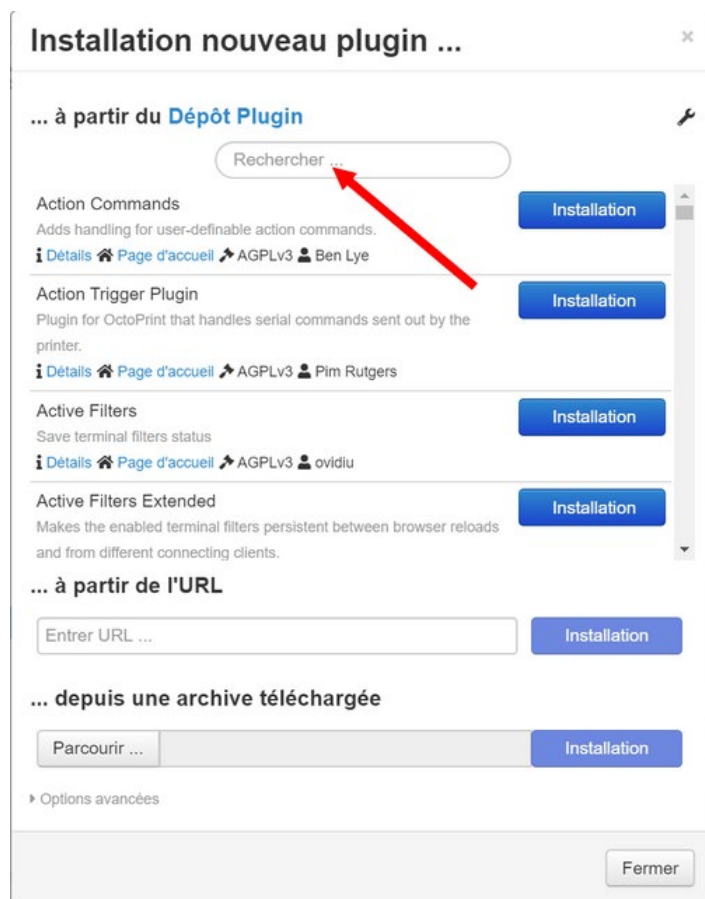 Installation nouveau plugin ...
×
... à partir du Dépôt Plugin
Rechercher ...
Action Commands
Installation
Adds handling for user-definable action commands.
Détails Page d'accueil AGPLv3 Ben Lye
Action Trigger Plugin
Installation
Plugin for OctoPrint that handles serial commands sent out by the
printer.
Détails Page d'accueil AGPLv3 Pim Rutgers
Active Filters
Installation
Save terminal filters status
Détails Page d'accueil AGPLv3 ovidiu
Active Filters Extended
Installation
Makes the enabled terminal filters persistent between browser reloads
and from different connecting clients.
... à partir de l'URL
Entrer URL ...
Installation
... depuis une archive téléchargée
Parcourir ...
Installation
Options avancées
Fermer